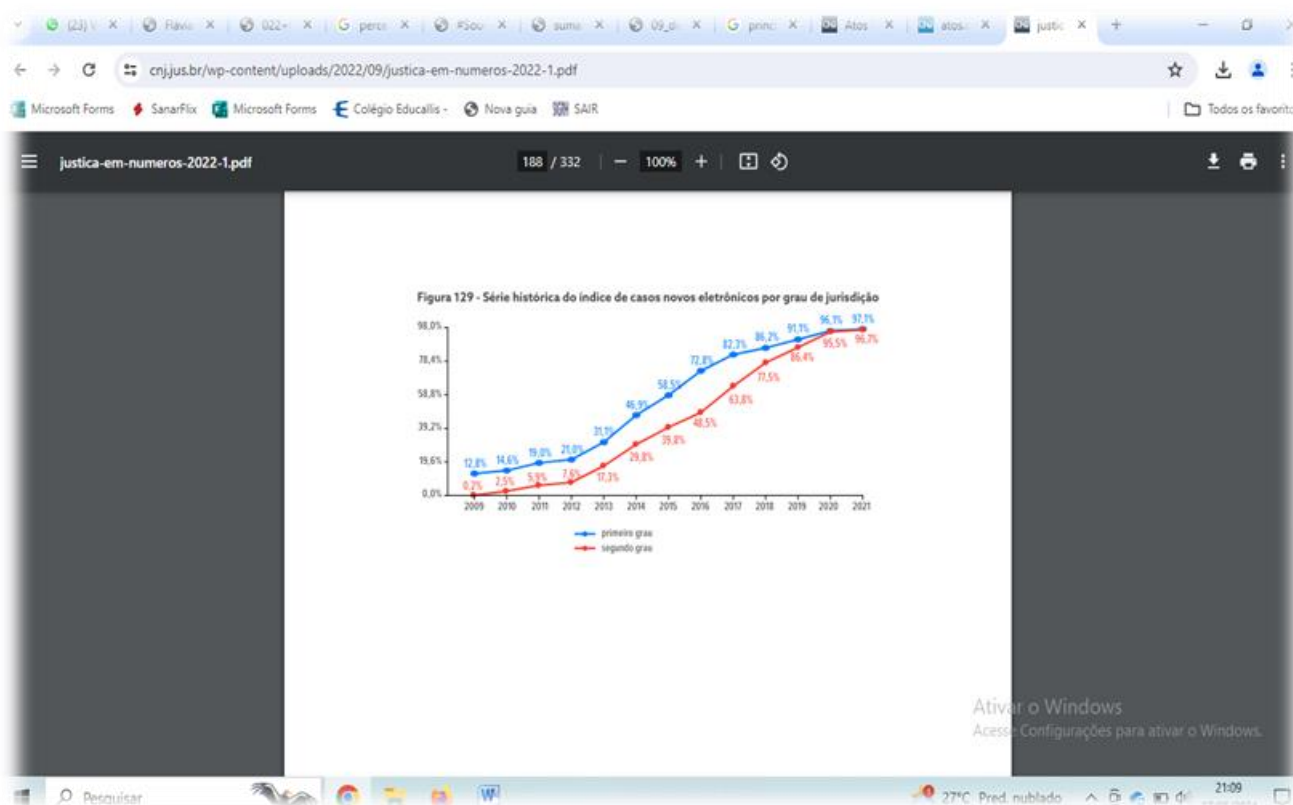 (23)
Flávia
022-
perce
#Sou
suma
09_d
princ
Atos
atos.
justic
cnj.jus.br/wp-content/uploads/2022/09/justica-em-numeros-2022-1.pdf
Microsoft Forms SanarFlix Microsoft Forms Colégio Educallis - Nova guia SAIR Todos os favorito
justica-em-numeros-2022-1.pdf 188 / 332 | − 100% +
Figura 129 - Série histórica do índice de casos novos eletrônicos por grau de jurisdição
98,0%
78,4%
58,8%
39,2%
19,6%
0,0%
12,8% 14,6% 19,0% 21,0% 31,1% 46,9% 58,5% 72,8% 82,3% 86,2% 91,1% 96,1% 97,1%
0,2% 2,5% 5,9% 7,6% 17,3% 29,8% 39,8% 48,5% 63,8% 77,5% 86,4% 95,5% 96,7%
2009 2010 2011 2012 2013 2014 2015 2016 2017 2018 2019 2020 2021
primeiro grau
segundo grau
Ativar o Windows
Acesse Configurações para ativar o Windows.
Pesquisar 27°C Pred. nublado 21:09